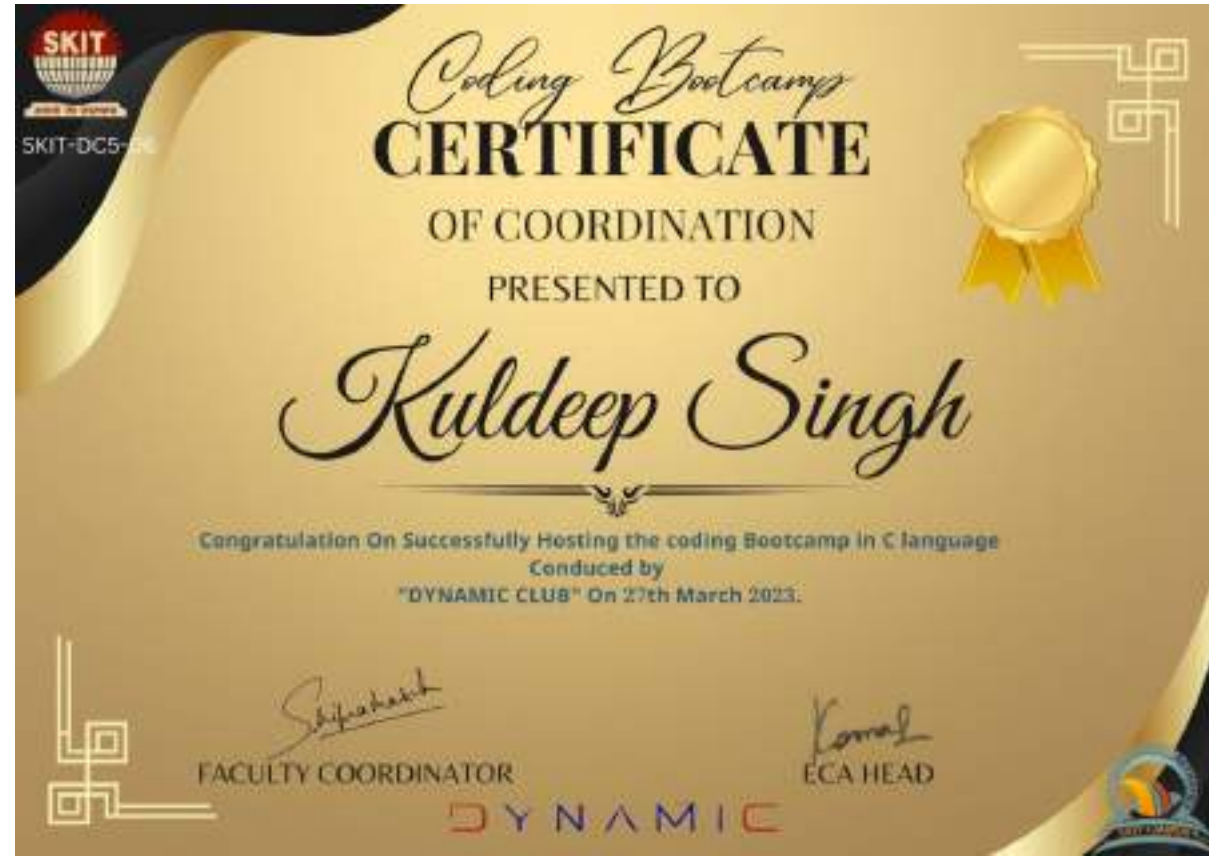 SKIT
SKIT-DC5-
Coding Bootcamp
CERTIFICATE
OF COORDINATION
PRESENTED TO
Kuldeep Singh
Congratulation On Successfully Hosting the coding Bootcamp in C language
Conduced by
"DYNAMIC CLUB" On 27th March 2023.
Komal
FACULTY COORDINATOR
ECA HEAD
DYNAMIC